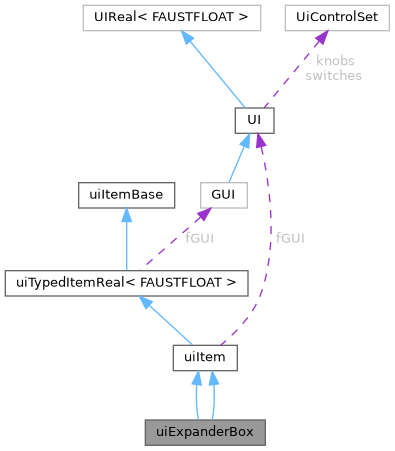 UIReal< FAUSTFLOAT >
UiControlSet
knobs
switches
UI
uiItemBase
GUI
fGUI
fGUI
uiTypedItemReal< FAUSTFLOAT >
uiItem
uiExpanderBox